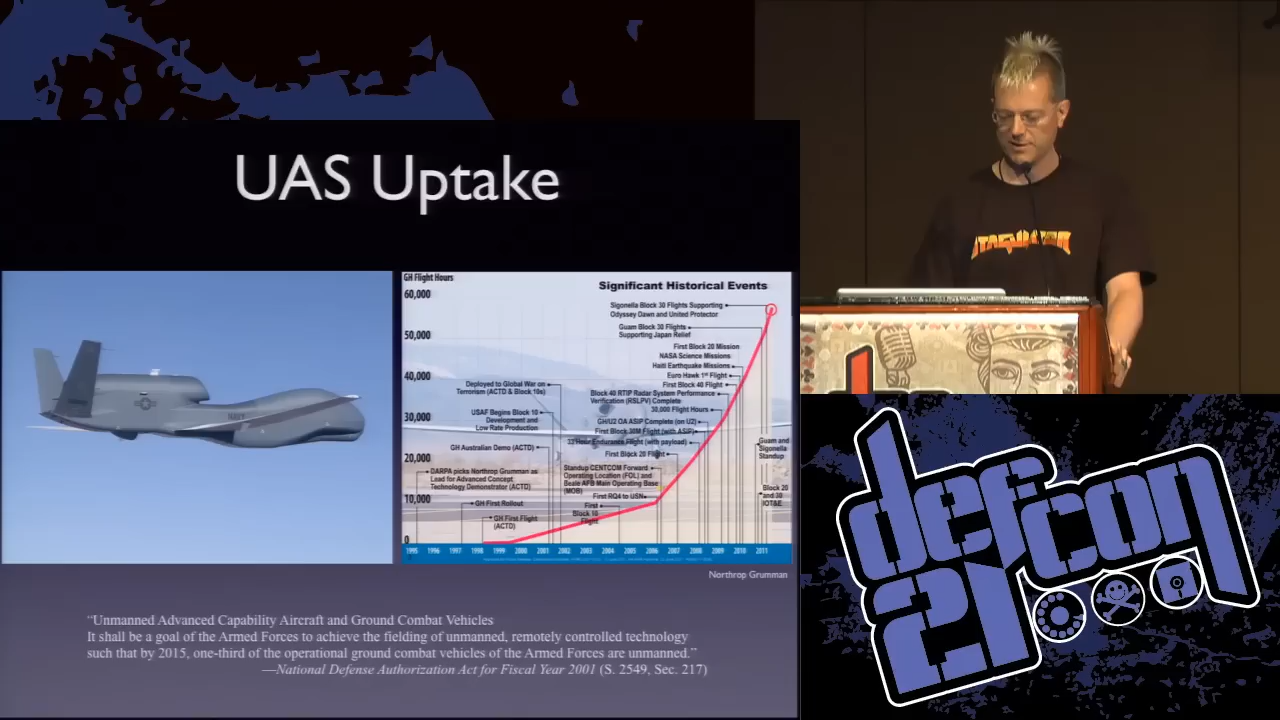 UAS Uptake
NAVY
GH Flight Hours
Significant Historical Events
60,000
50,000
40,000
30,000
20,000
10,000
0
Sigonella Block 30 Flights Supporting
Odyssey Dawn and United Protector
Guam Block 30 Flights
Supporting Japan Relief
First Block 20 Mission
NASA Science Missions
Haiti Earthquake Missions
Euro Hawk 1st Flight
First Block 40 Flight
Block 40 RTIP Radar System Performance
Verification (RSLPV) Complete
30,000 Flight Hours
GH/U2 OA ASIP Complete (on U2)
First Block 30M Flight (with ASIP)
33 Hour Endurance Flight (with payload)
First Block 20 Flight
Deployed to Global War on
Terrorism (ACTD & Block 10s)
USAF Begins Block 10
Development and
Low Rate Production
GH Australian Demo (ACTD)
DARPA picks Northrop Grumman as
Lead for Advanced Concept
Technology Demonstrator (ACTD)
GH First Rollout
GH First Flight
(ACTD)
Standup CENTCOM Forward
Operating Location (FOL) and
Beale AFB Main Operating Base
(MOB)
First RQ4 to USN
First
Block 10
Flight
Guam and
Sigonella
Standup
Block 20
and 30
IOT&E
1995 1996 1997 1998 1999 2000 2001 2002 2003 2004 2005 2006 2007 2008 2009 2010 2011
Northrop Grumman
“Unmanned Advanced Capability Aircraft and Ground Combat Vehicles
It shall be a goal of the Armed Forces to achieve the fielding of unmanned, remotely controlled technology
such that by 2015, one-third of the operational ground combat vehicles of the Armed Forces are unmanned.”
—National Defense Authorization Act for Fiscal Year 2001 (S. 2549, Sec. 217)
defcon
21